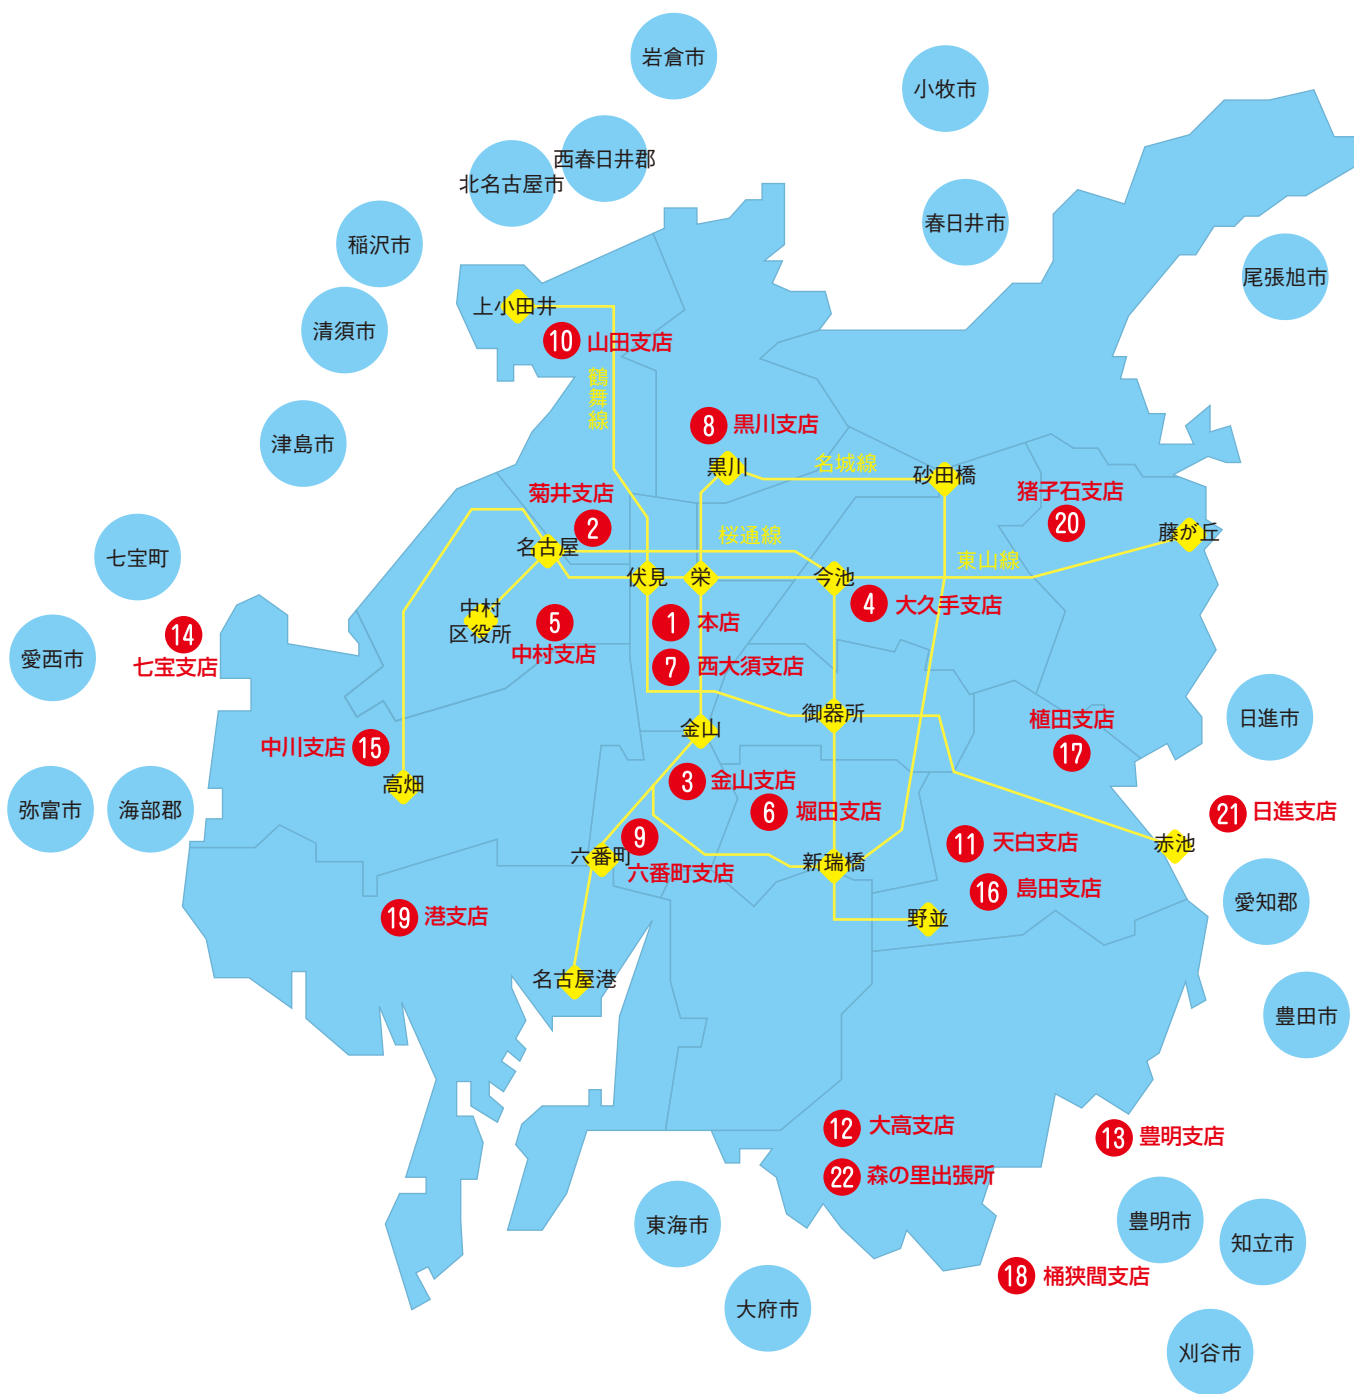 岩倉市
小牧市
西春日井郡
北名古屋市
春日井市
稲沢市
尾張旭市
上小田井
清須市
10 山田支店
鶴舞線
8 黒川支店
津島市
黒川
名城線
砂田橋
菊井支店
2
猪子石支店
20
桜通線
藤が丘
名古屋
七宝町
東山線
伏見
栄
今池
4 大久手支店
中村
区役所
5
中村支店
1 本店
14
七宝支店
愛西市
7 西大須支店
御器所
植田支店
17
日進市
金山
中川支店 15
高畑
3 金山支店
6 堀田支店
弥富市
海部郡
21 日進支店
9
六番町
六番町支店
新瑞橋
11 天白支店
赤池
16 島田支店
愛知郡
19 港支店
野並
名古屋港
豊田市
12 大高支店
13 豊明支店
22 森の里出張所
東海市
豊明市
知立市
18 桶狭間支店
大府市
刈谷市